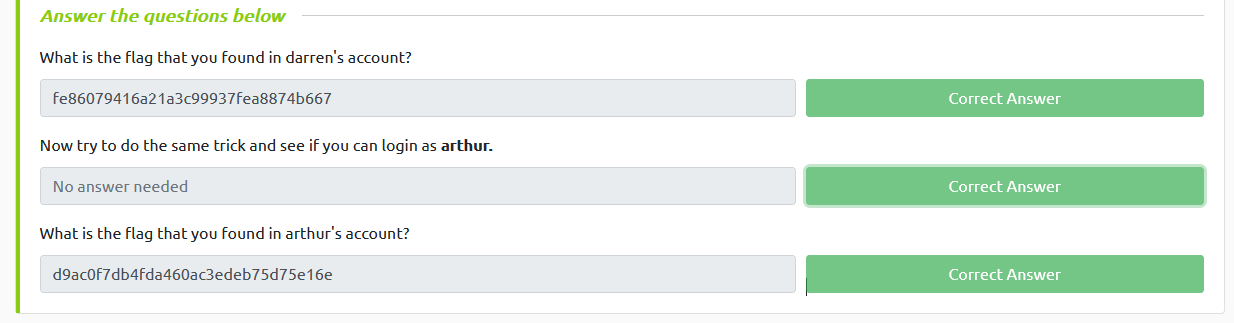 Answer the questions below
What is the flag that you found in darren's account?
fe86079416a21a3c99937fea8874b667
Correct Answer
Now try to do the same trick and see if you can login as arthur.
No answer needed
Correct Answer
What is the flag that you found in arthur's account?
d9ac0f7db4fda460ac3edeb75d75e16e
Correct Answer